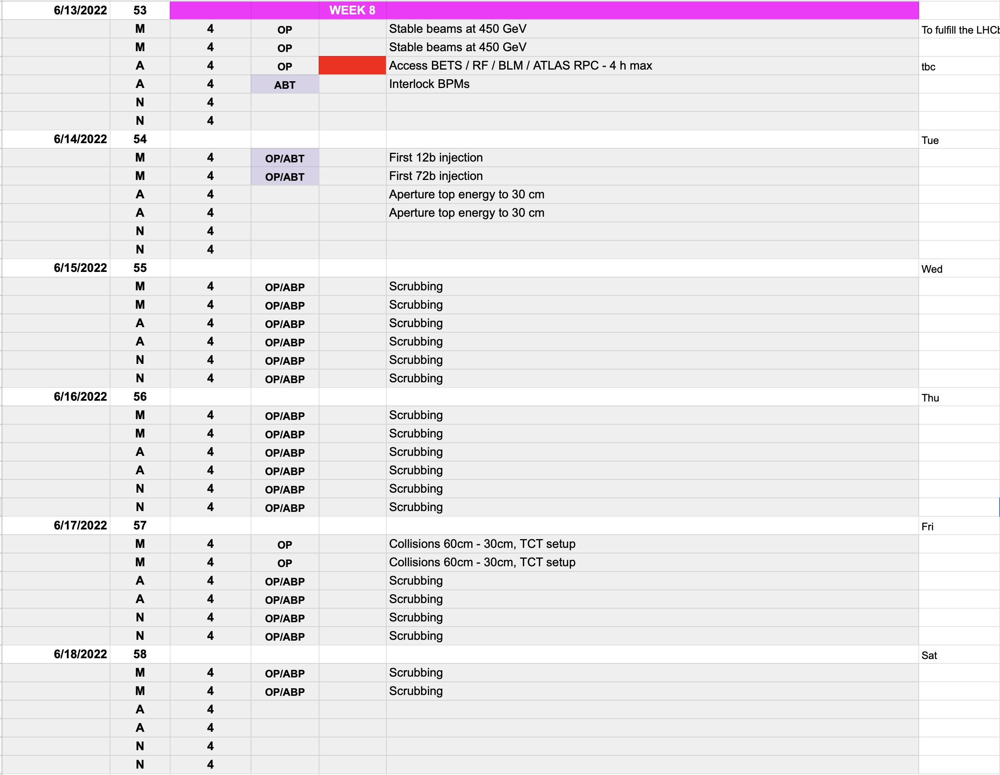 6/13/2022 53 WEEK 8
M 4 OP Stable beams at 450 GeV To fulfill the LHCb
M 4 OP Stable beams at 450 GeV
A 4 OP Access BETS / RF / BLM / ATLAS RPC - 4 h max tbc
A 4 ABT Interlock BPMs
N 4
N 4
6/14/2022 54 Tue
M 4 OP/ABT First 12b injection
M 4 OP/ABT First 72b injection
A 4 Aperture top energy to 30 cm
A 4 Aperture top energy to 30 cm
N 4
N 4
6/15/2022 55 Wed
M 4 OP/ABP Scrubbing
M 4 OP/ABP Scrubbing
A 4 OP/ABP Scrubbing
A 4 OP/ABP Scrubbing
N 4 OP/ABP Scrubbing
N 4 OP/ABP Scrubbing
6/16/2022 56 Thu
M 4 OP/ABP Scrubbing
M 4 OP/ABP Scrubbing
A 4 OP/ABP Scrubbing
A 4 OP/ABP Scrubbing
N 4 OP/ABP Scrubbing
N 4 OP/ABP Scrubbing
6/17/2022 57 Fri
M 4 OP Collisions 60cm - 30cm, TCT setup
M 4 OP Collisions 60cm - 30cm, TCT setup
A 4 OP/ABP Scrubbing
A 4 OP/ABP Scrubbing
N 4 OP/ABP Scrubbing
N 4 OP/ABP Scrubbing
6/18/2022 58 Sat
M 4 OP/ABP Scrubbing
M 4 OP/ABP Scrubbing
A 4
A 4
N 4
N 4